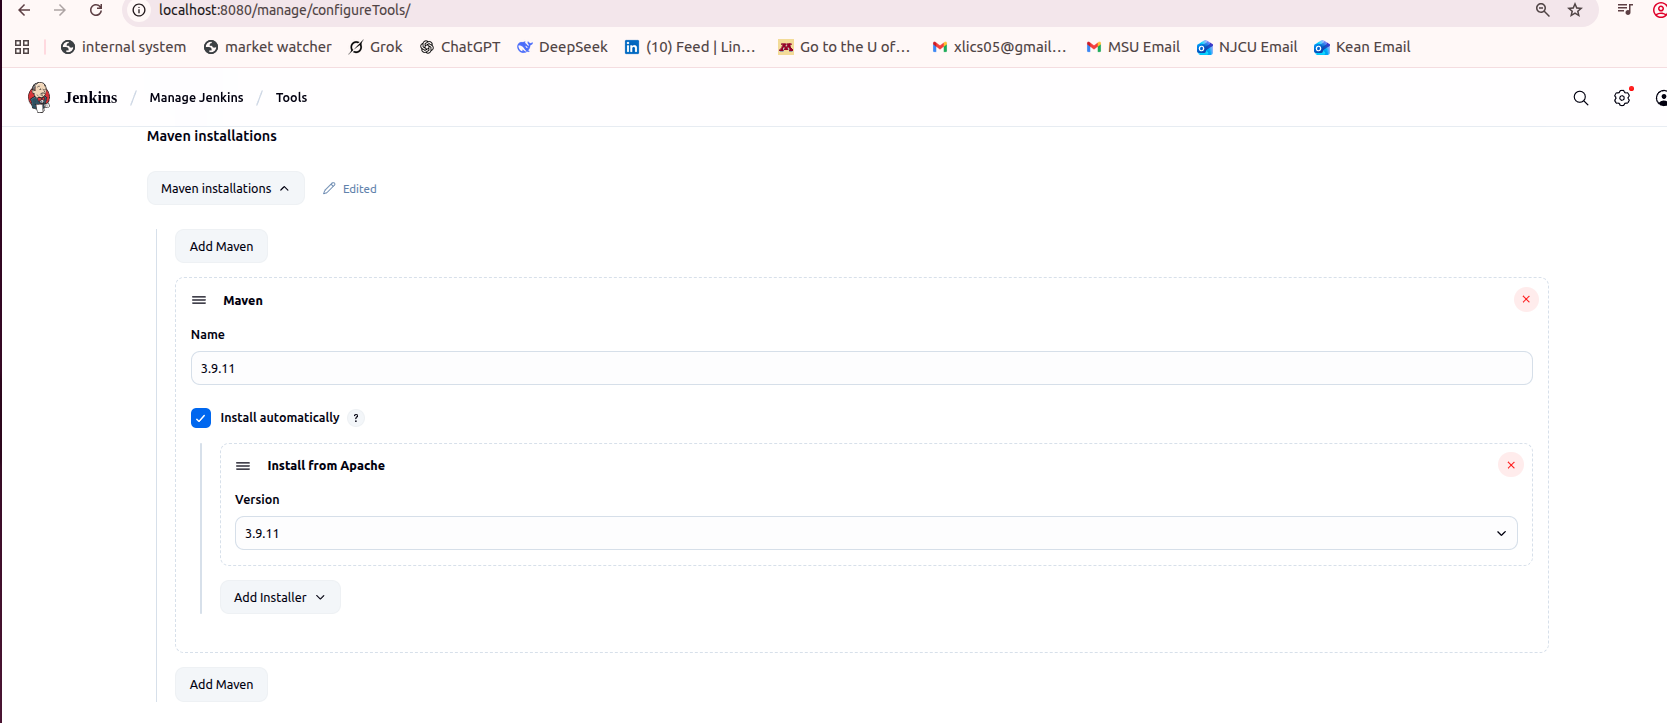 localhost:8080/manage/configureTools/
internal system market watcher Grok ChatGPT DeepSeek (10) Feed | Lin... Go to the U of... xlics05@gmail... MSU Email NJCU Email Kean Email
Jenkins / Manage Jenkins / Tools
Maven installations
Maven installations Edited
Add Maven
Maven
Name
3.9.11
Install automatically ?
Install from Apache
Version
3.9.11
Add Installer
Add Maven